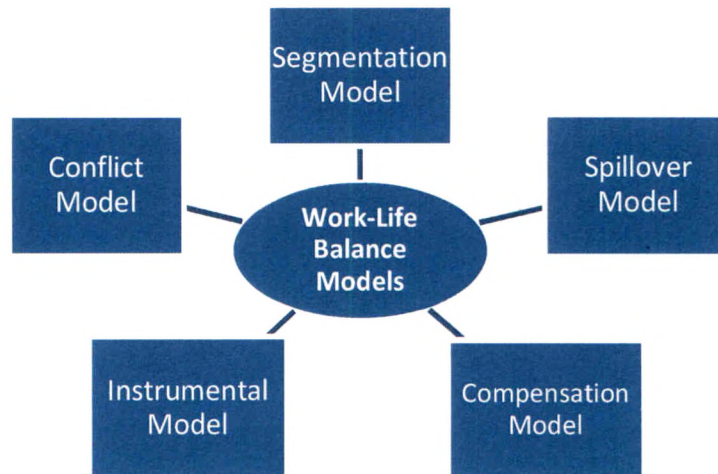 Segmentation
Model
Conflict
Model
Spillover
Model
Work-Life
Balance
Models
Instrumental
Model
Compensation
Model